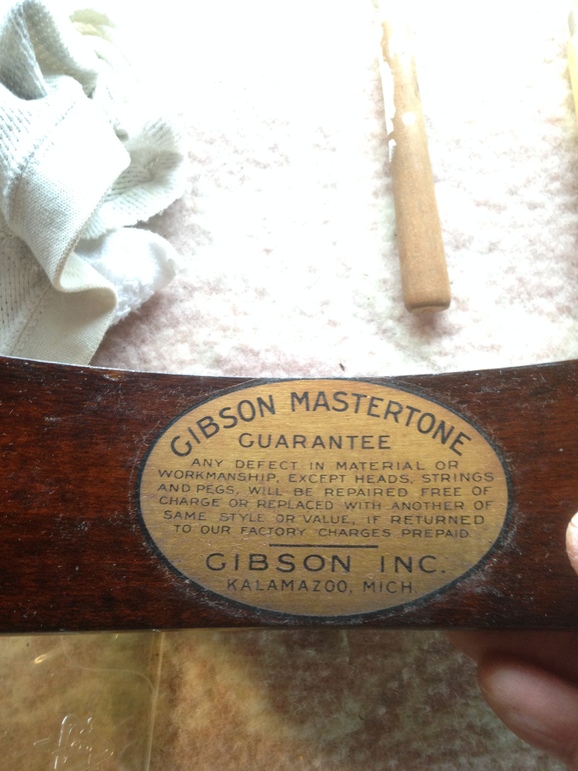 GIBSON MASTERTONE
GUARANTEE
ANY DEFECT IN MATERIAL OR
WORKMANSHIP, EXCEPT HEADS, STRINGS
AND PEGS, WILL BE REPAIRED FREE OF
CHARGE OR REPLACED WITH ANOTHER OF
SAME STYLE OR VALUE, IF RETURNED
TO OUR FACTORY CHARGES PREPAID
GIBSON INC.
KALAMAZOO, MICH